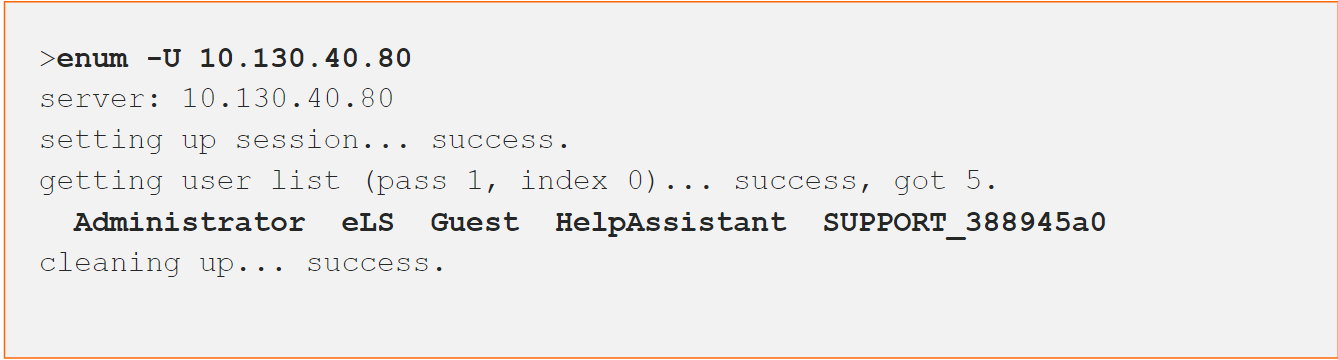 >enum -U 10.130.40.80
server: 10.130.40.80
setting up session... success.
getting user list (pass 1, index 0)... success, got 5.
  Administrator  eLS  Guest  HelpAssistant  SUPPORT_388945a0
cleaning up... success.